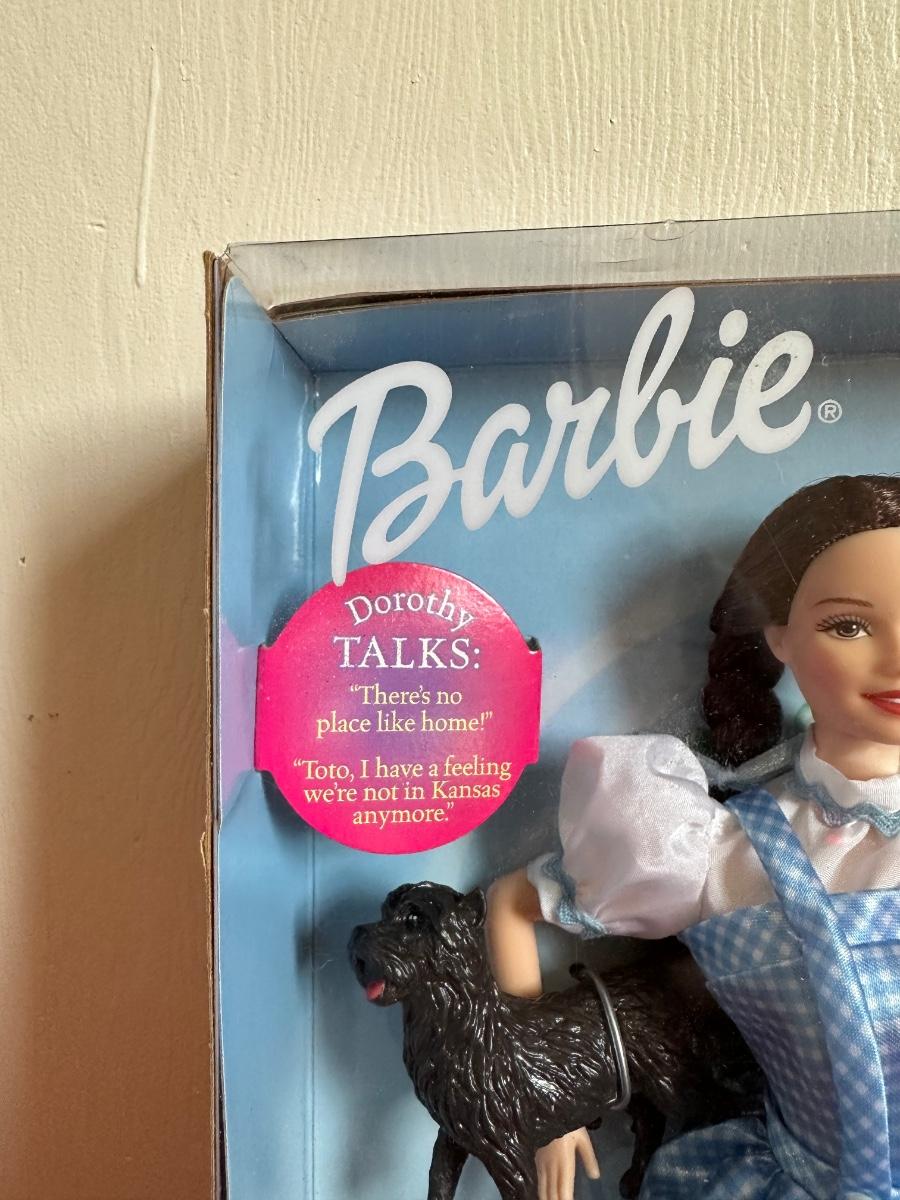 Barbie®
Dorothy
TALKS:
“There's no
place like home!”
“Toto, I have a feeling
we're not in Kansas
anymore.”